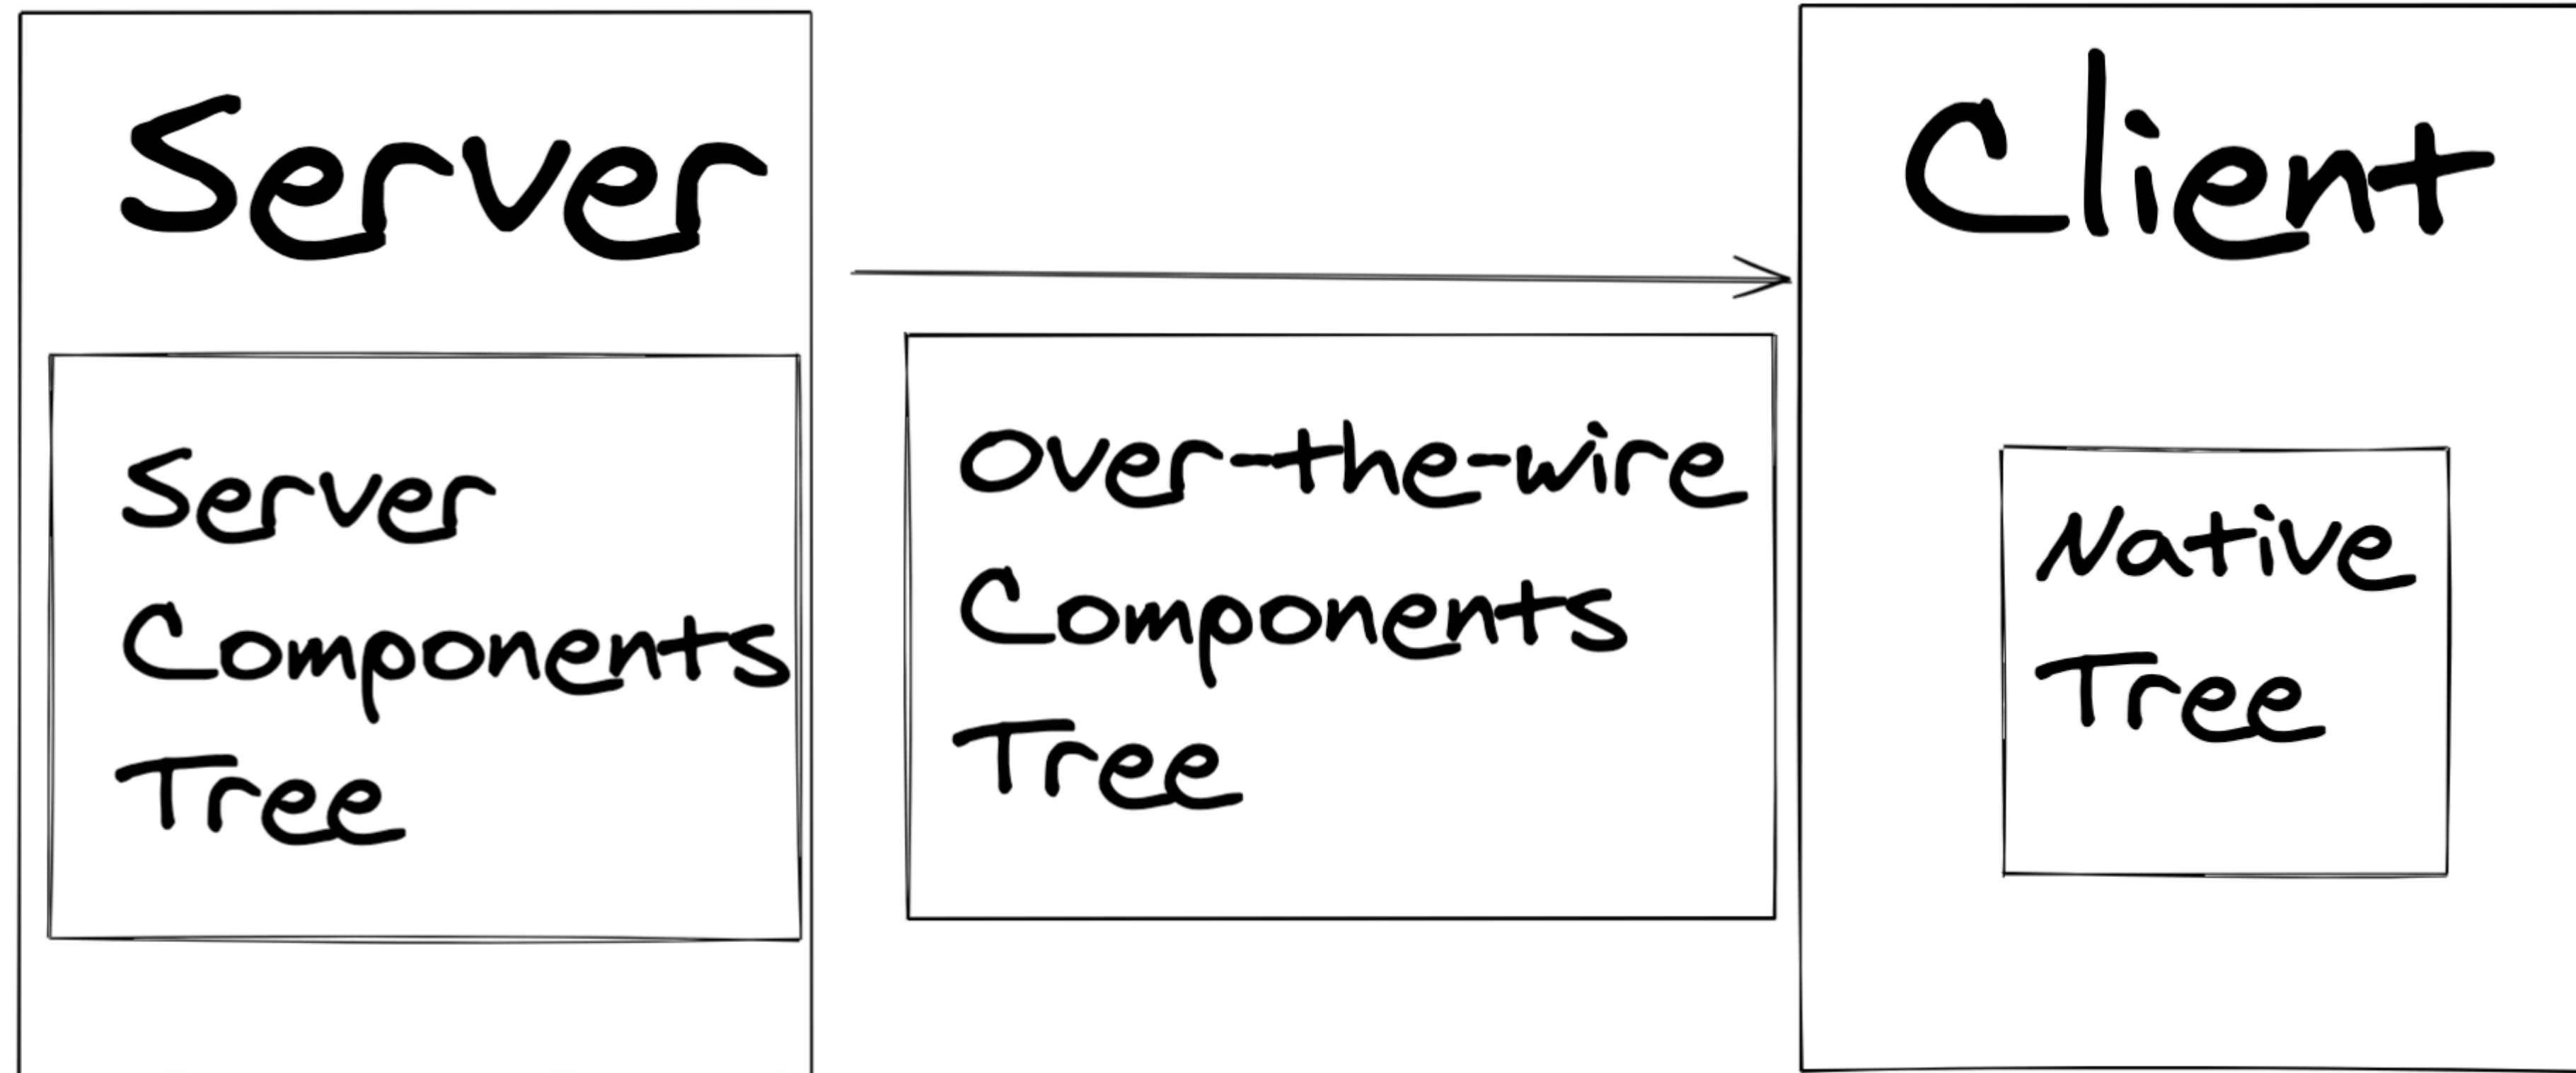 Server
Server
Components
Tree
Over-the-wire
Components
Tree
Client
Native
Tree